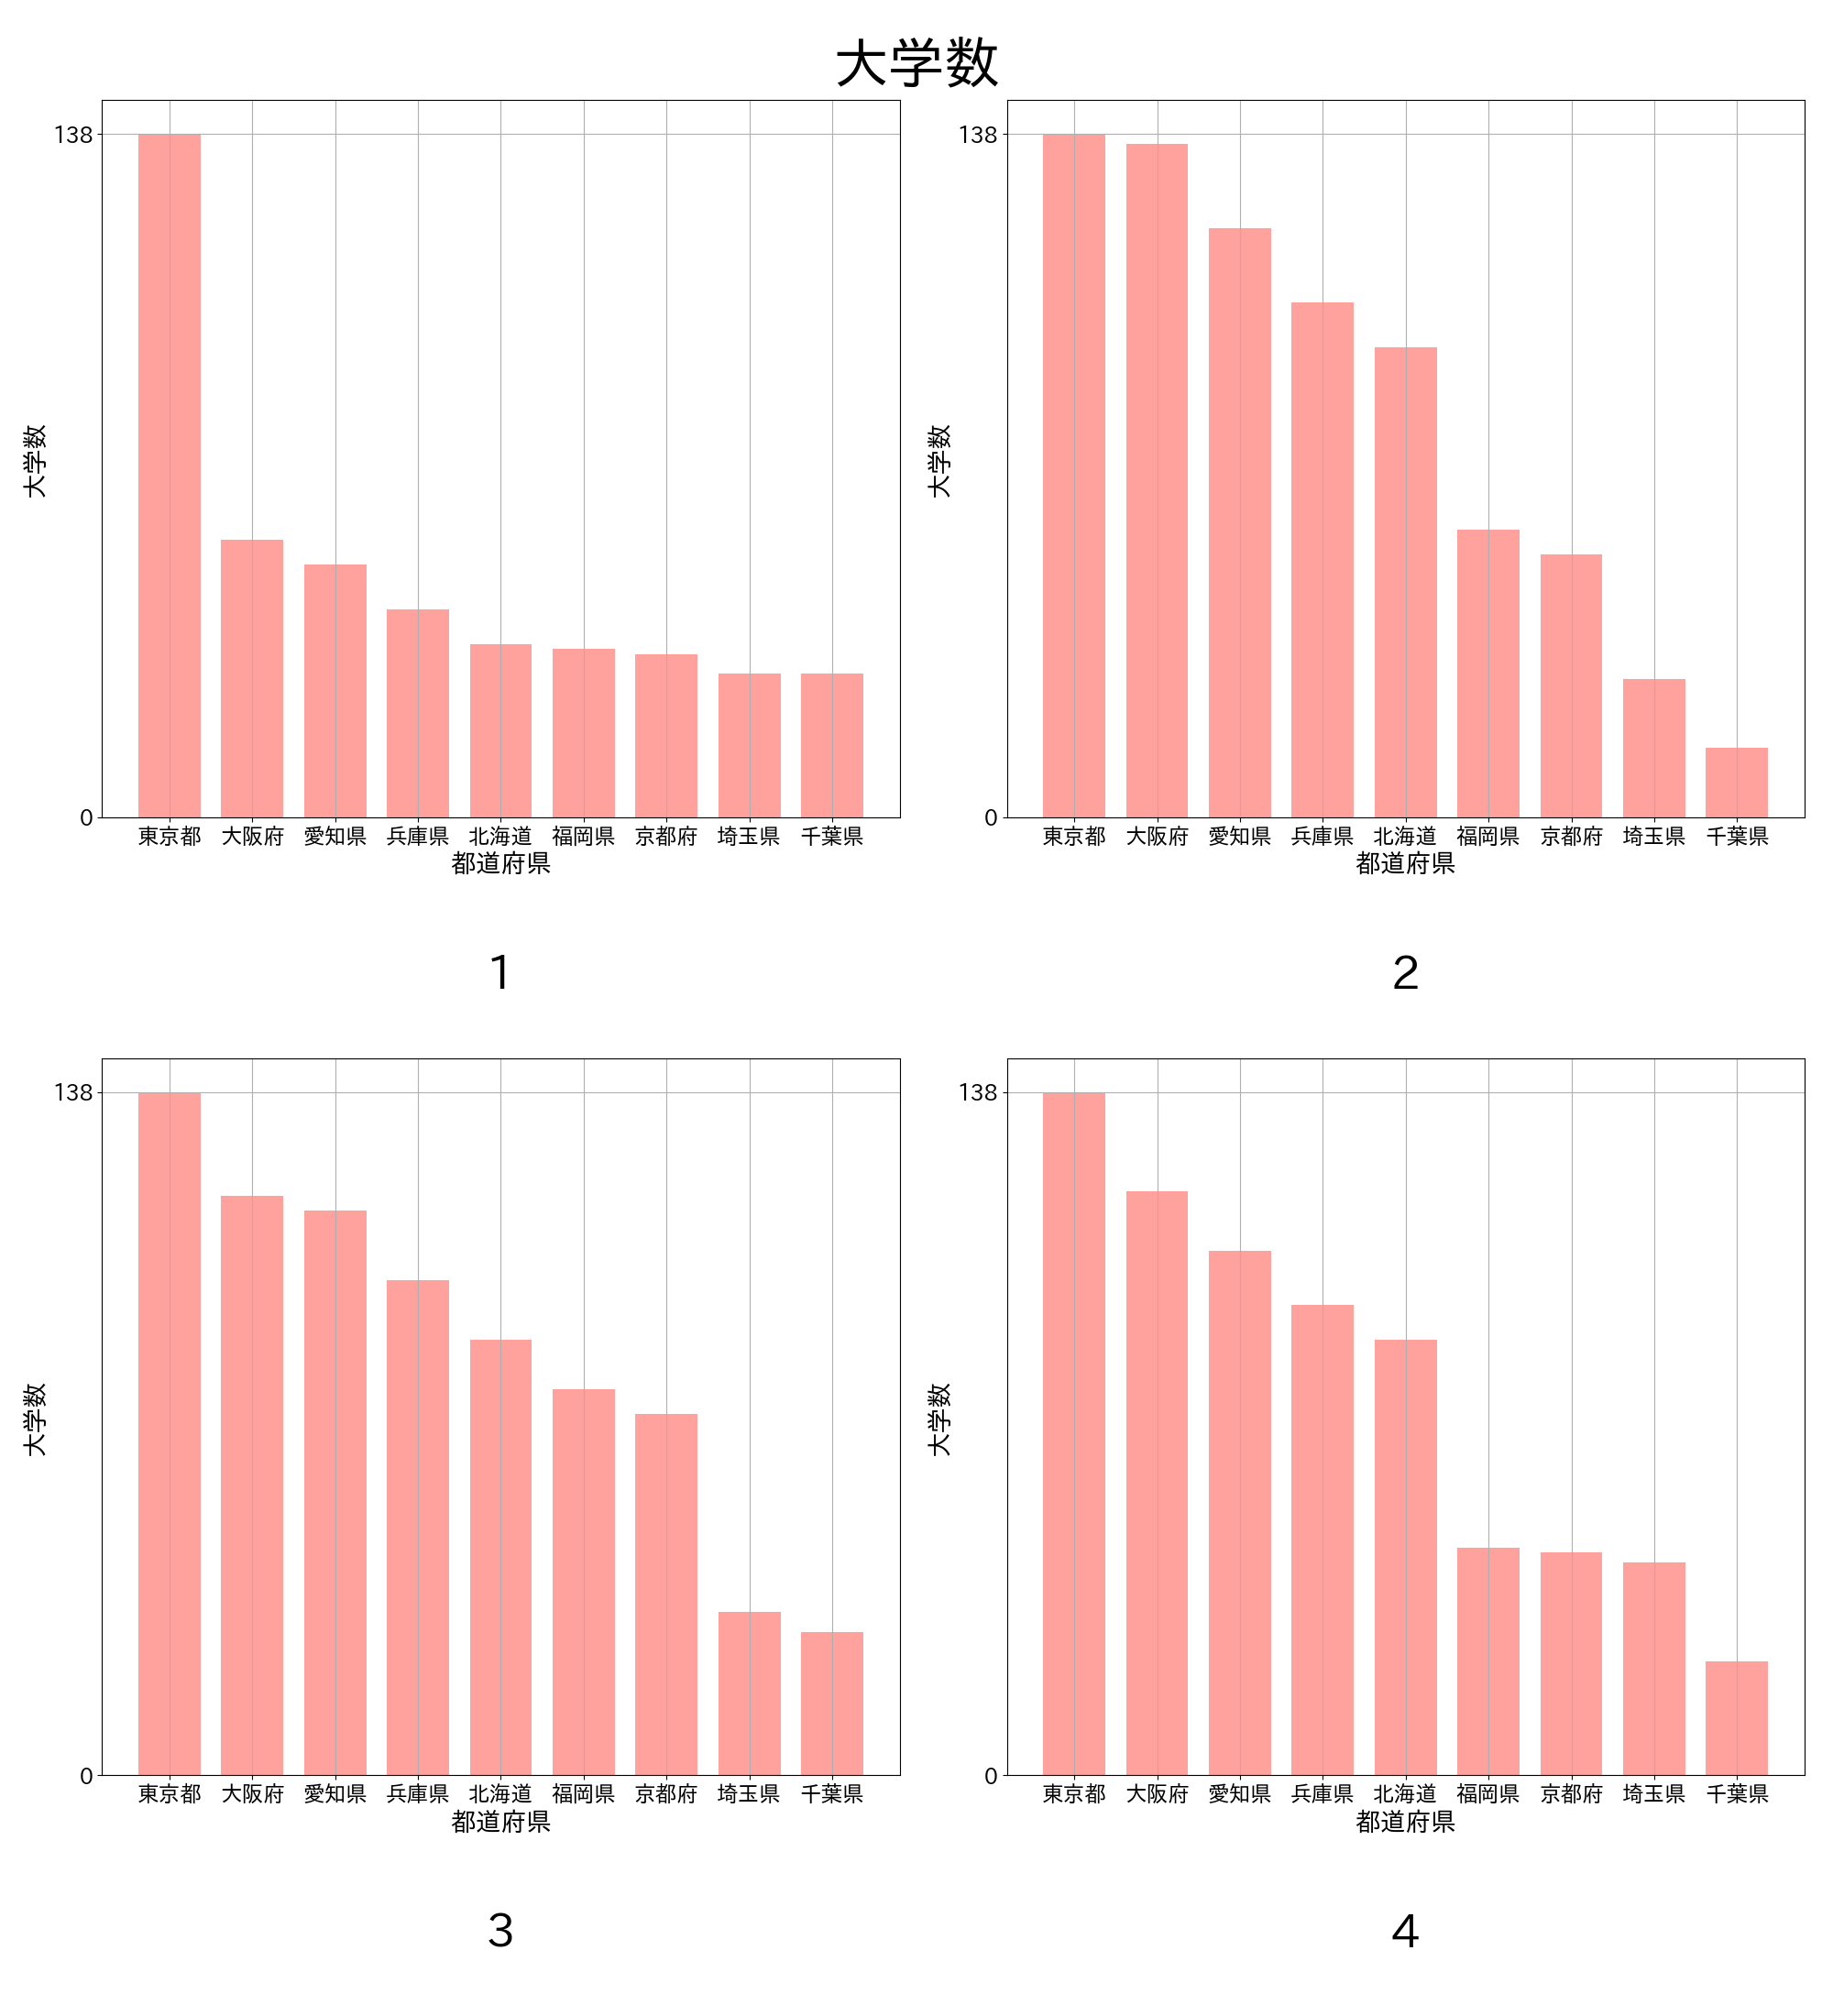 大学数
138
0
大学数
東京都 大阪府 愛知県 兵庫県 北海道 福岡県 京都府 埼玉県 千葉県
都道府県
1
138
0
大学数
東京都 大阪府 愛知県 兵庫県 北海道 福岡県 京都府 埼玉県 千葉県
都道府県
2
138
0
大学数
東京都 大阪府 愛知県 兵庫県 北海道 福岡県 京都府 埼玉県 千葉県
都道府県
3
138
0
大学数
東京都 大阪府 愛知県 兵庫県 北海道 福岡県 京都府 埼玉県 千葉県
都道府県
4